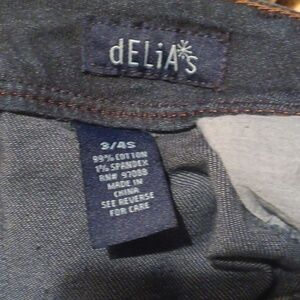 dELiA*s
3/4S
99% COTTON
1% SPANDEX
RN# 97088
MADE IN
CHINA
SEE REVERSE
FOR CARE